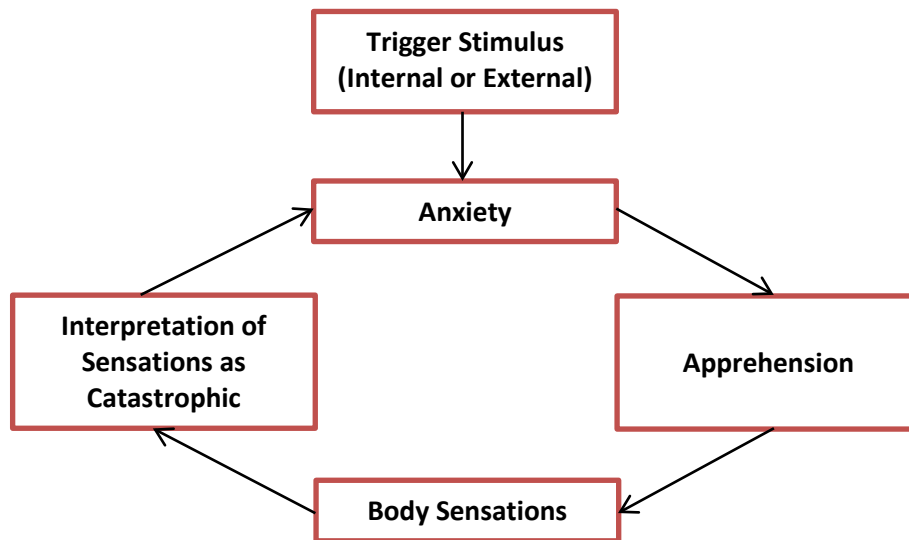 Trigger Stimulus
(Internal or External)
Anxiety
Interpretation of
Sensations as
Catastrophic
Apprehension
Body Sensations